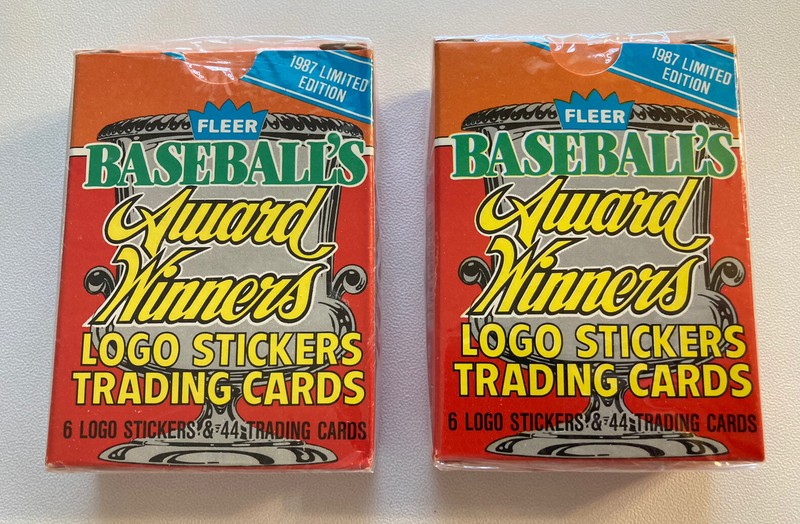 1987 LIMITED
EDITION
FLEER
BASEBALL'S
Award
Winners
LOGO STICKERS
TRADING CARDS
6 LOGO STICKERS & 44 TRADING CARDS
1987 LIMITED
EDITION
FLEER
BASEBALL'S
Award
Winners
LOGO STICKERS
TRADING CARDS
6 LOGO STICKERS & 44 TRADING CARDS